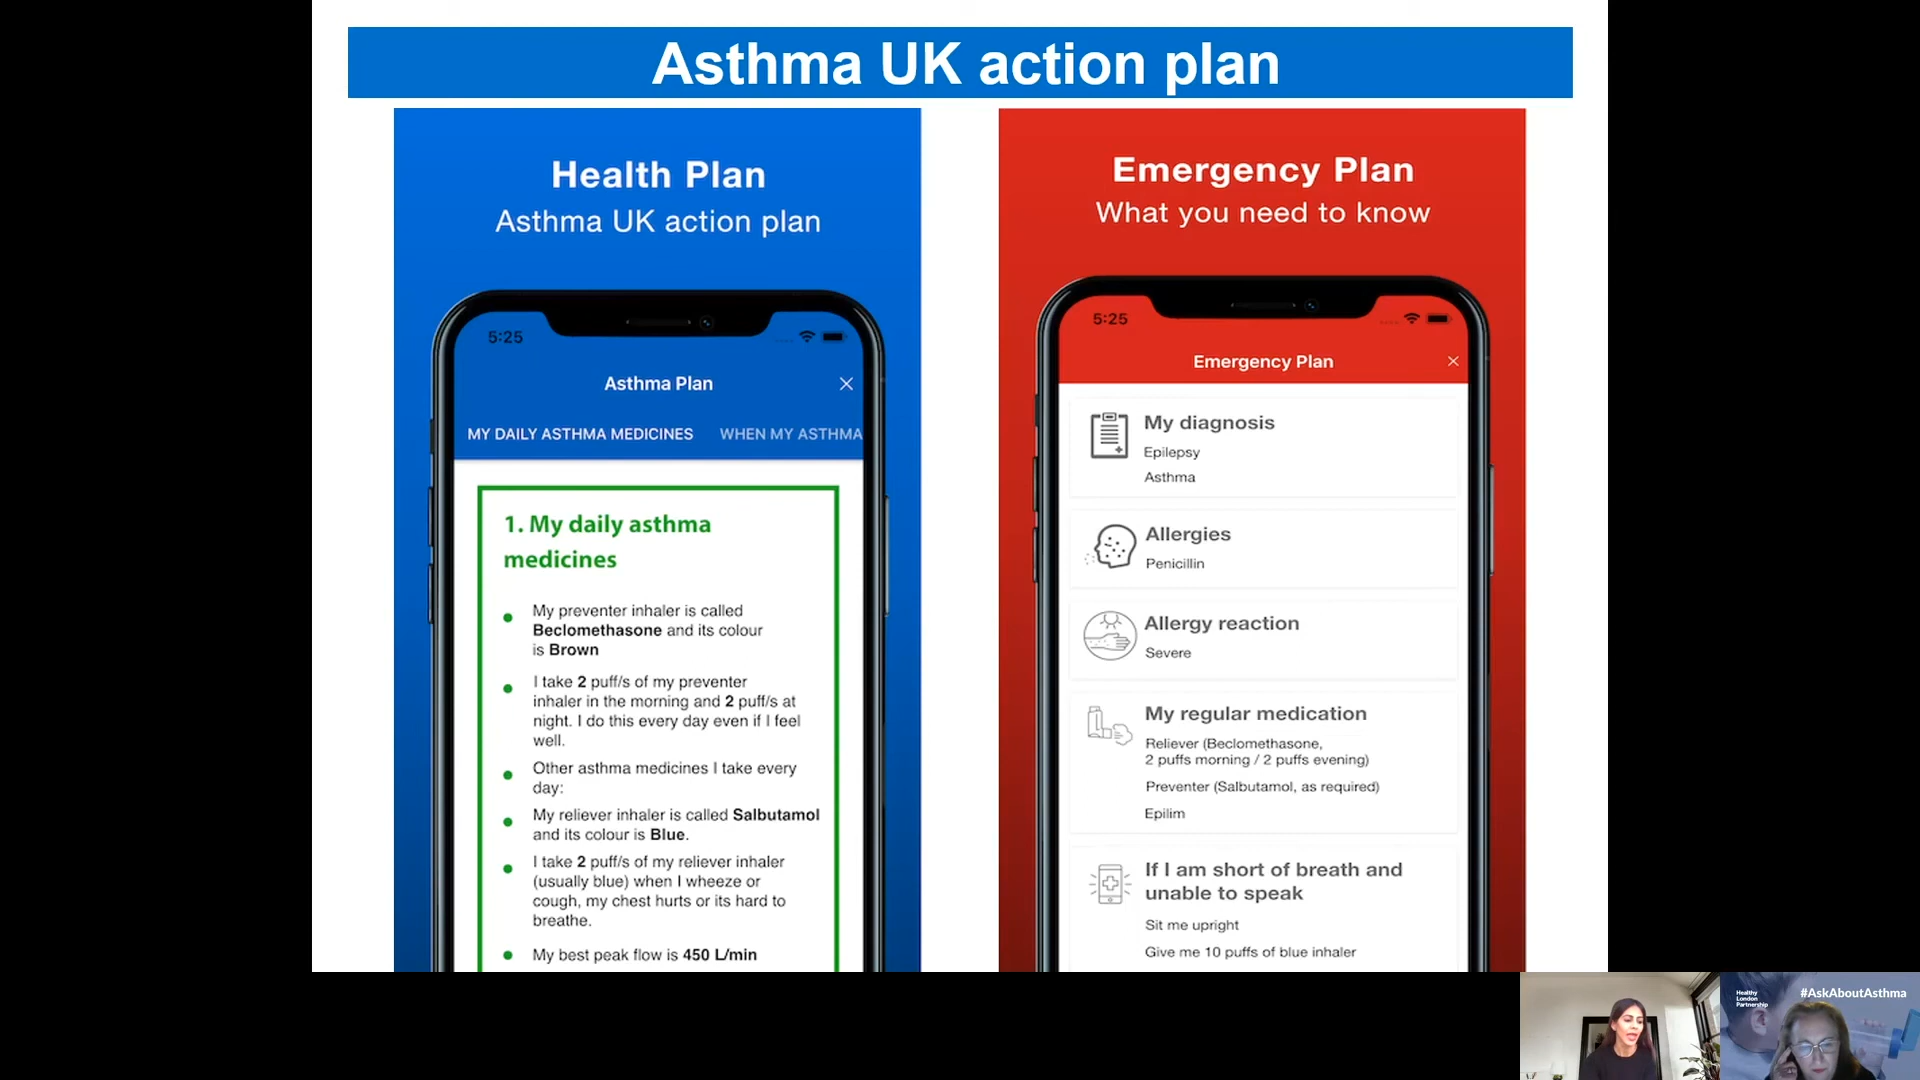 Asthma UK action plan
Health Plan
Asthma UK action plan
5:25
Asthma Plan
MY DAILY ASTHMA MEDICINES WHEN MY ASTHMA
1. My daily asthma
medicines
My preventer inhaler is called
Beclomethasone and its colour
is Brown
I take 2 puff/s of my preventer
inhaler in the morning and 2 puff/s at
night. I do this every day even if I feel
well.
Other asthma medicines I take every
day:
My reliever inhaler is called Salbutamol
and its colour is Blue.
I take 2 puff/s of my reliever inhaler
(usually blue) when I wheeze or
cough, my chest hurts or its hard to
breathe.
My best peak flow is 450 L/min
Emergency Plan
What you need to know
5:25
Emergency Plan
My diagnosis
Epilepsy
Asthma
Allergies
Penicillin
Allergy reaction
Severe
My regular medication
Reliever (Beclomethasone,
2 puffs morning / 2 puffs evening)
Preventer (Salbutamol, as required)
Epilim
If I am short of breath and
unable to speak
Sit me upright
Give me 10 puffs of blue inhaler
Healthy
London
Partnership
#AskAboutAsthma